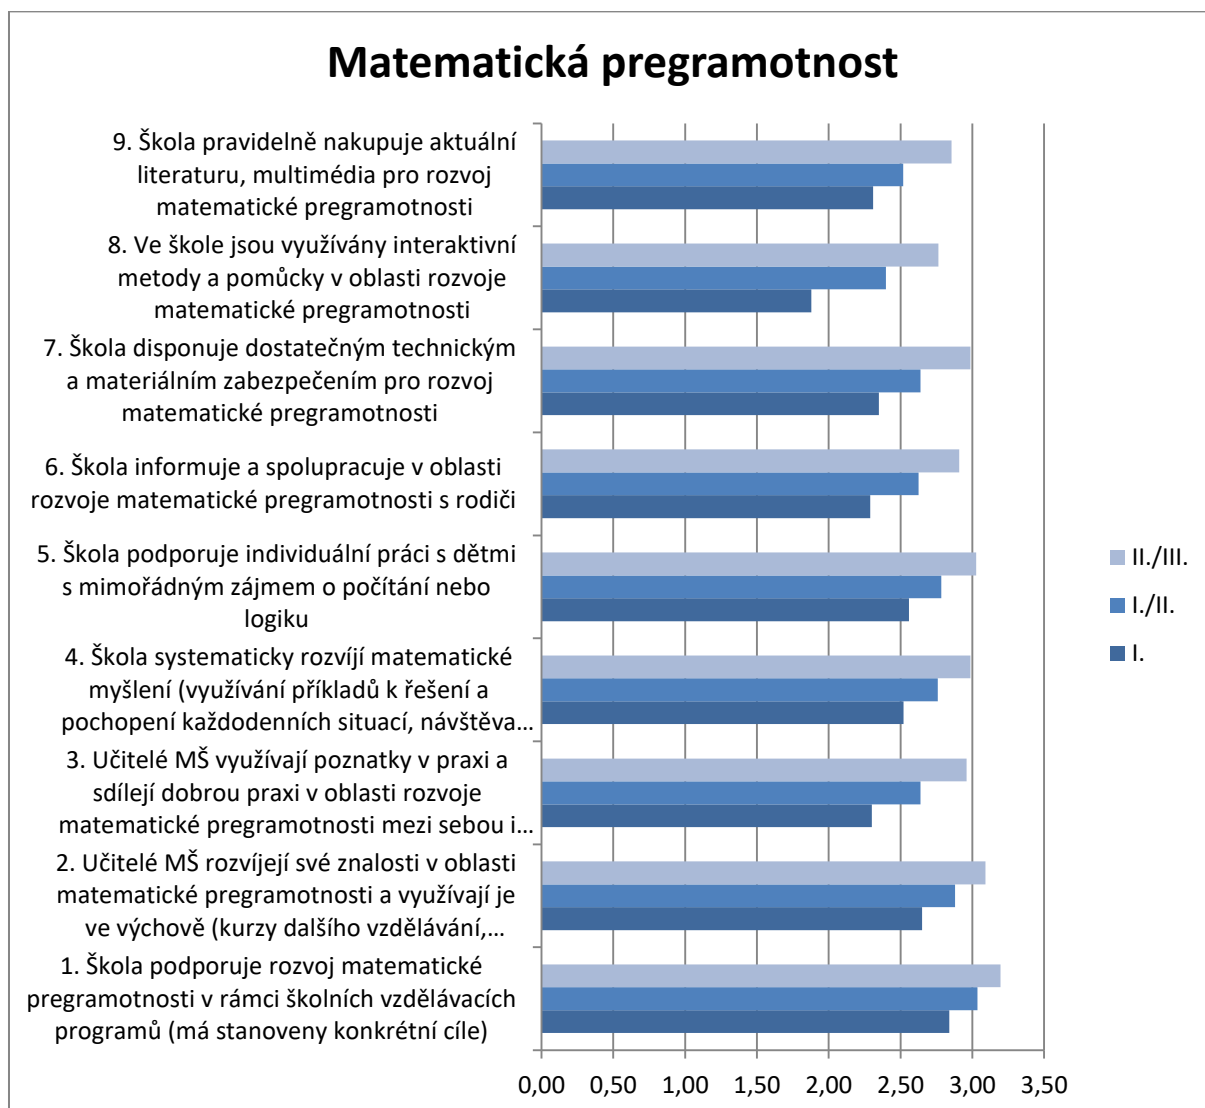 Matematická pregramotnost
9. Škola pravidelně nakupuje aktuální
literaturu, multimédia pro rozvoj
matematické pregramotnosti
8. Ve škole jsou využívány interaktivní
metody a pomůcky v oblasti rozvoje
matematické pregramotnosti
7. Škola disponuje dostatečným technickým
a materiálním zabezpečením pro rozvoj
matematické pregramotnosti
6. Škola informuje a spolupracuje v oblasti
rozvoje matematické pregramotnosti s rodiči
5. Škola podporuje individuální práci s dětmi
s mimořádným zájmem o počítání nebo
logiku
4. Škola systematicky rozvíjí matematické
myšlení (využívání příkladů k řešení a
pochopení každodenních situací, návštěva...
3. Učitelé MŠ využívají poznatky v praxi a
sdílejí dobrou praxi v oblasti rozvoje
matematické pregramotnosti mezi sebou i...
2. Učitelé MŠ rozvíjejí své znalosti v oblasti
matematické pregramotnosti a využívají je
ve výchově (kurzy dalšího vzdělávání,...
1. Škola podporuje rozvoj matematické
pregramotnosti v rámci školních vzdělávacích
programů (má stanoveny konkrétní cíle)
0,00 0,50 1,00 1,50 2,00 2,50 3,00 3,50
II./III.
I./II.
I.